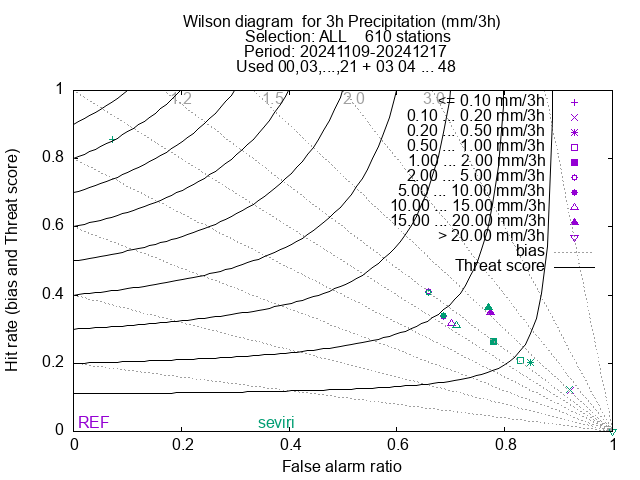 Wilson diagram  for 3h Precipitation (mm/3h)
Selection: ALL    610 stations
Period: 20241109-20241217
Used 00,03,...,21 + 03 04 ... 48
1.2 1.5 2.0 3.0
<= 0.10 mm/3h
0.10 ... 0.20 mm/3h
0.20 ... 0.50 mm/3h
0.50 ... 1.00 mm/3h
1.00 ... 2.00 mm/3h
2.00 ... 5.00 mm/3h
5.00 ... 10.00 mm/3h
10.00 ... 15.00 mm/3h
15.00 ... 20.00 mm/3h
> 20.00 mm/3h
bias
Threat score
1
0.8
0.6
0.4
0.2
0
Hit rate (bias and Threat score)
REF seviri
0 0.2 0.4 0.6 0.8 1
False alarm ratio